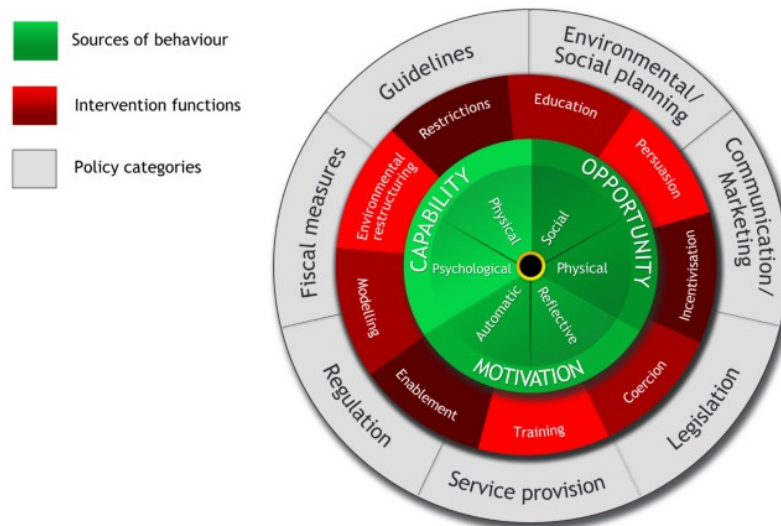 Sources of behaviour
Intervention functions
Policy categories
Guidelines
Environmental/
Social planning
Communication/
Marketing
Legislation
Service provision
Regulation
Fiscal measures
Restrictions
Education
Persuasion
Incentivisation
Coercion
Training
Enablement
Modelling
Environmental
restructuring
CAPABILITY
OPPORTUNITY
MOTIVATION
Physical
Social
Physical
Reflective
Automatic
Psychological